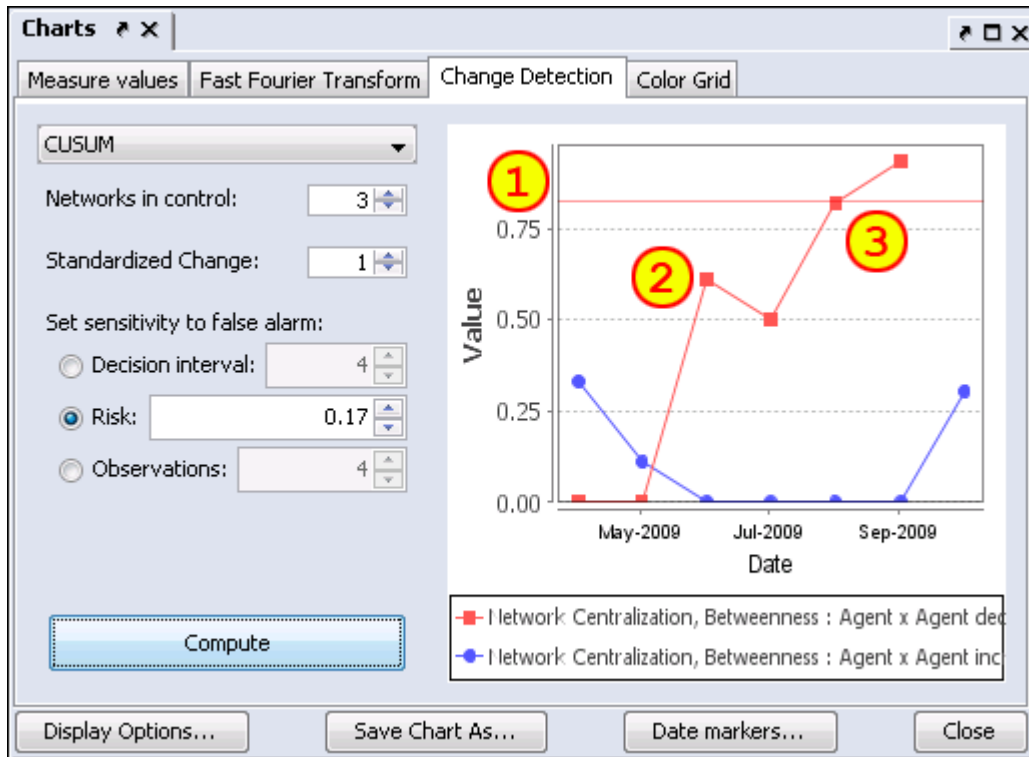 Charts
Measure values
Fast Fourier Transform
Change Detection
Color Grid
CUSUM
Networks in control: 3
Standardized Change: 1
Set sensitivity to false alarm:
Decision interval: 4
Risk: 0.17
Observations: 4
Compute
1
2
3
Value
0.75
0.50
0.25
0.00
May-2009 Jul-2009 Sep-2009
Date
Network Centralization, Betweenness : Agent x Agent dec
Network Centralization, Betweenness : Agent x Agent inc
Display Options...
Save Chart As...
Date markers...
Close